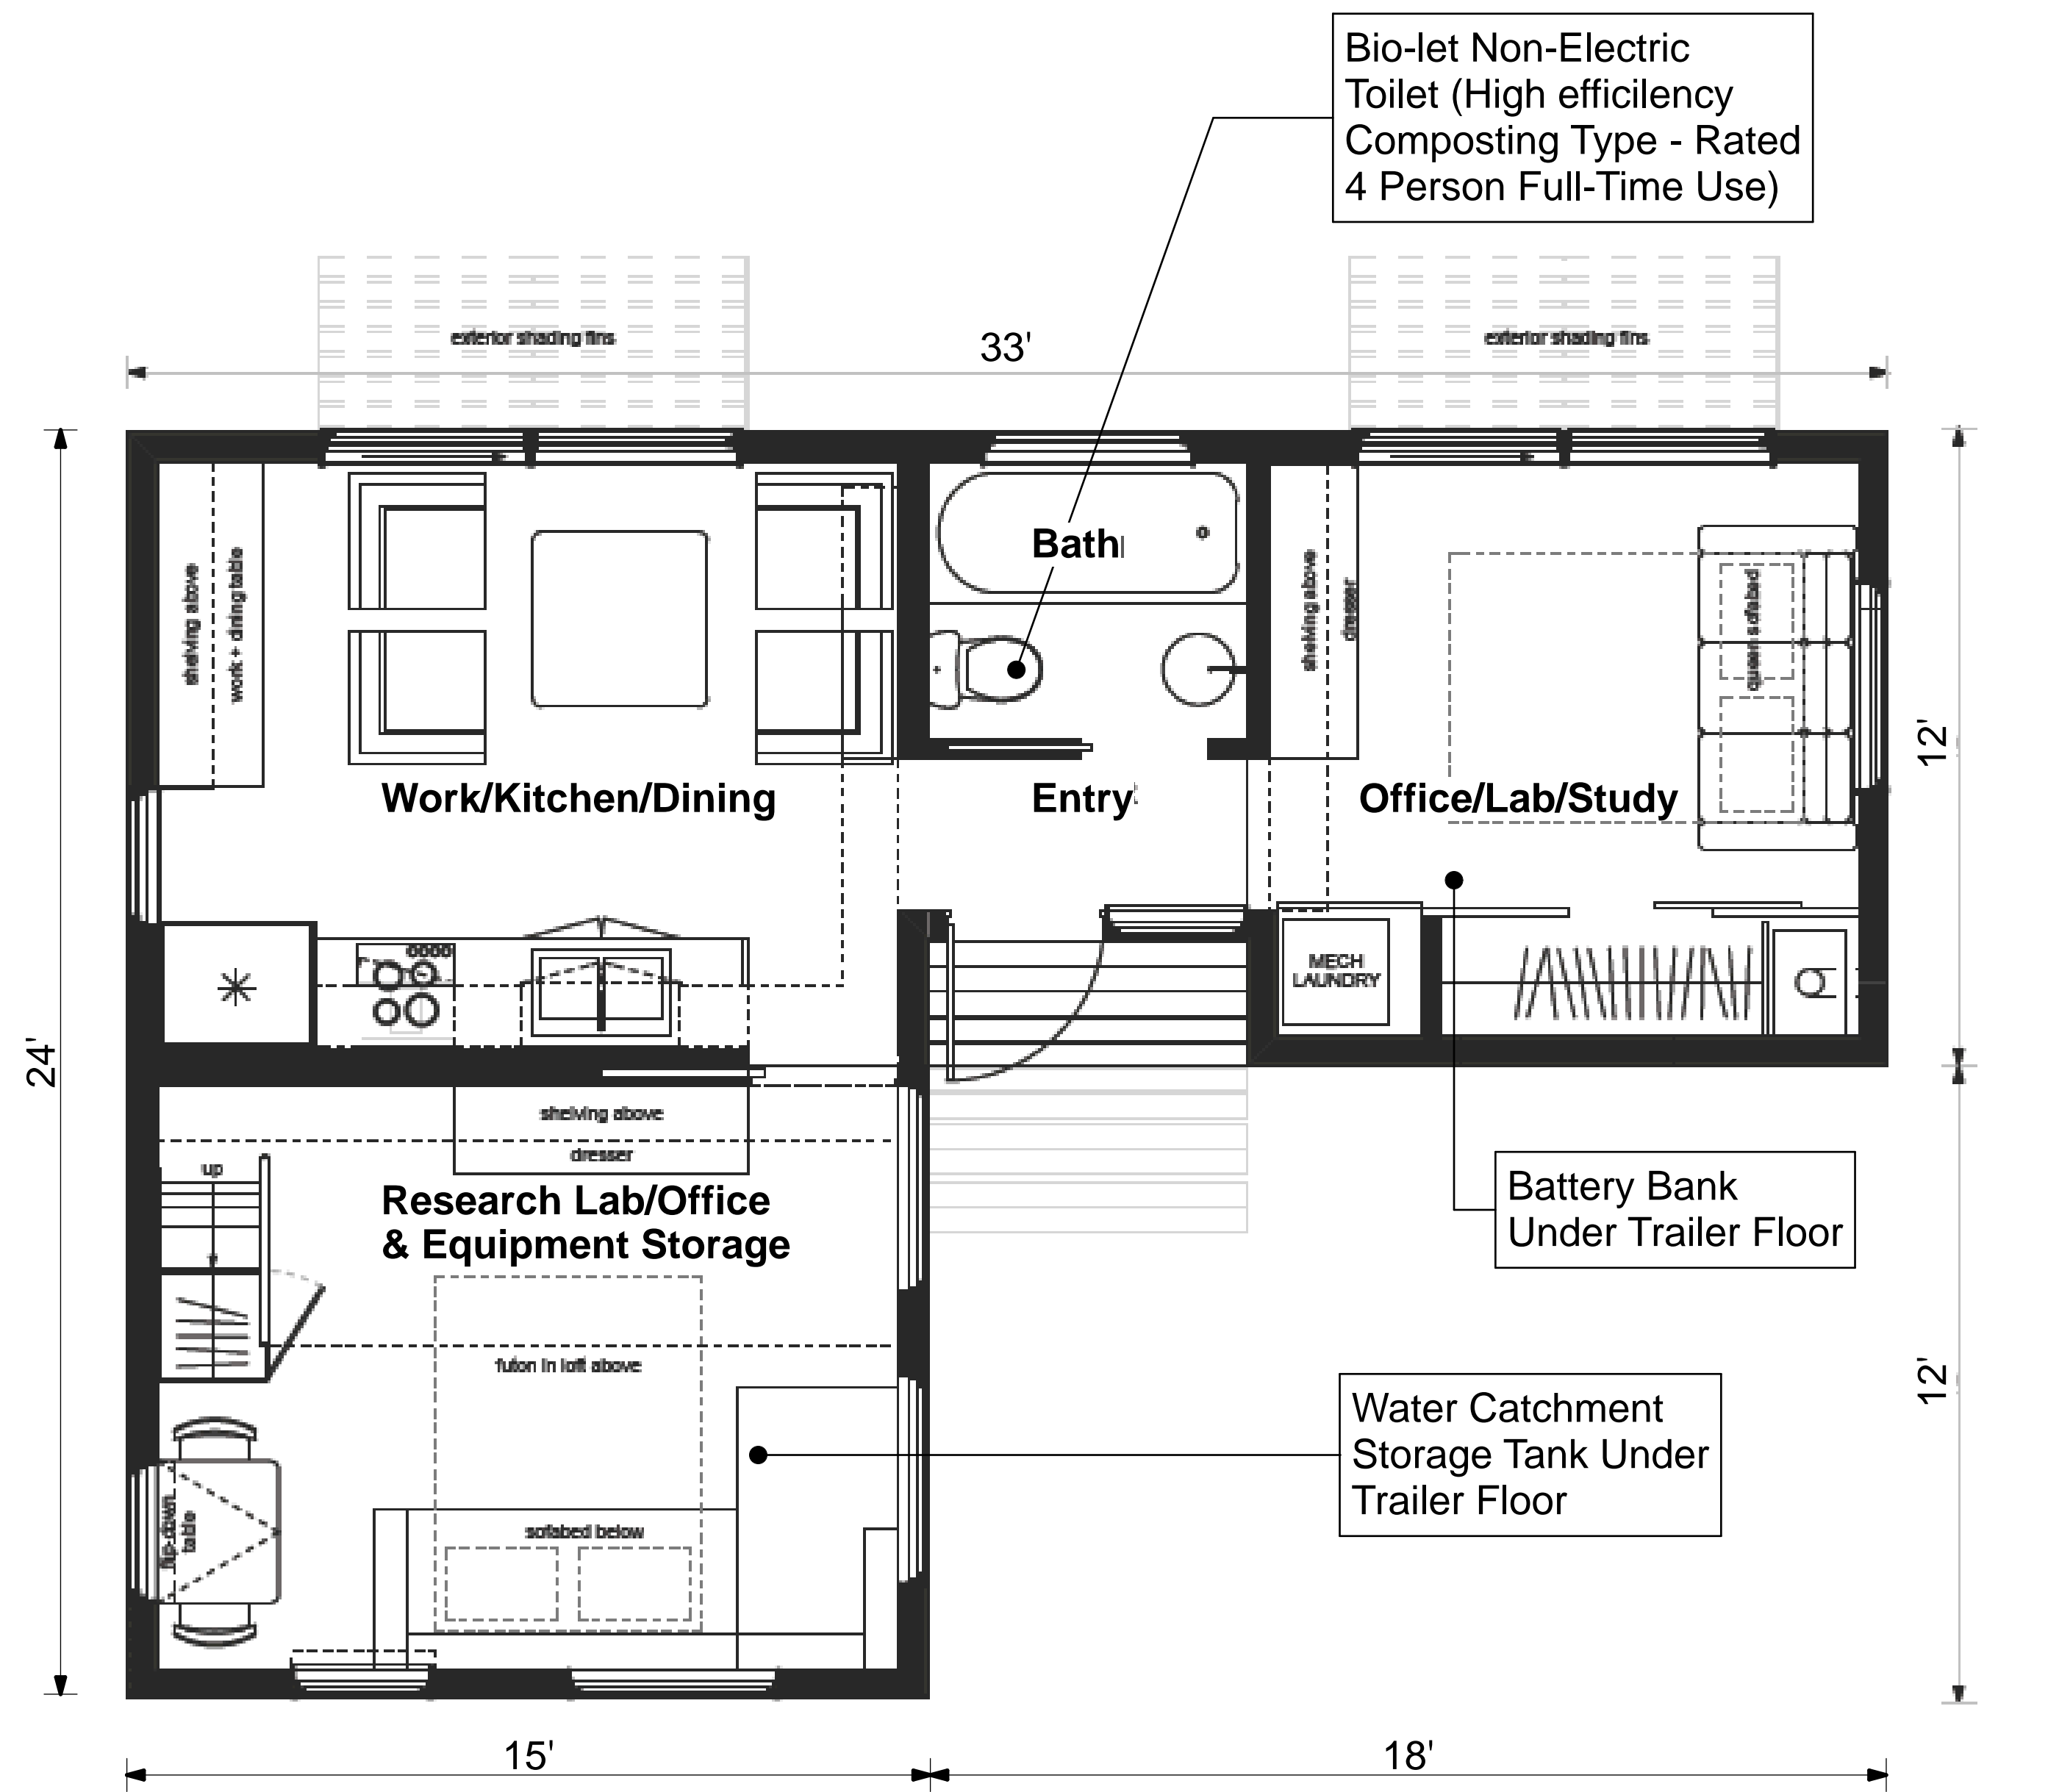 Bio-let Non-Electric
Toilet (High efficilency
Composting Type - Rated
4 Person Full-Time Use)
exterior shading fins
33'
exterior shading fins
Bath
shelving above
work + dining table
shelving above
dresser
queen sofabed
12'
Work/Kitchen/Dining
Entry
Office/Lab/Study
MECH
LAUNDRY
24'
shelving above
dresser
up
Research Lab/Office
& Equipment Storage
Battery Bank
Under Trailer Floor
futon in loft above
12'
Water Catchment
Storage Tank Under
Trailer Floor
flip-down
table
sofabed below
15'
18'